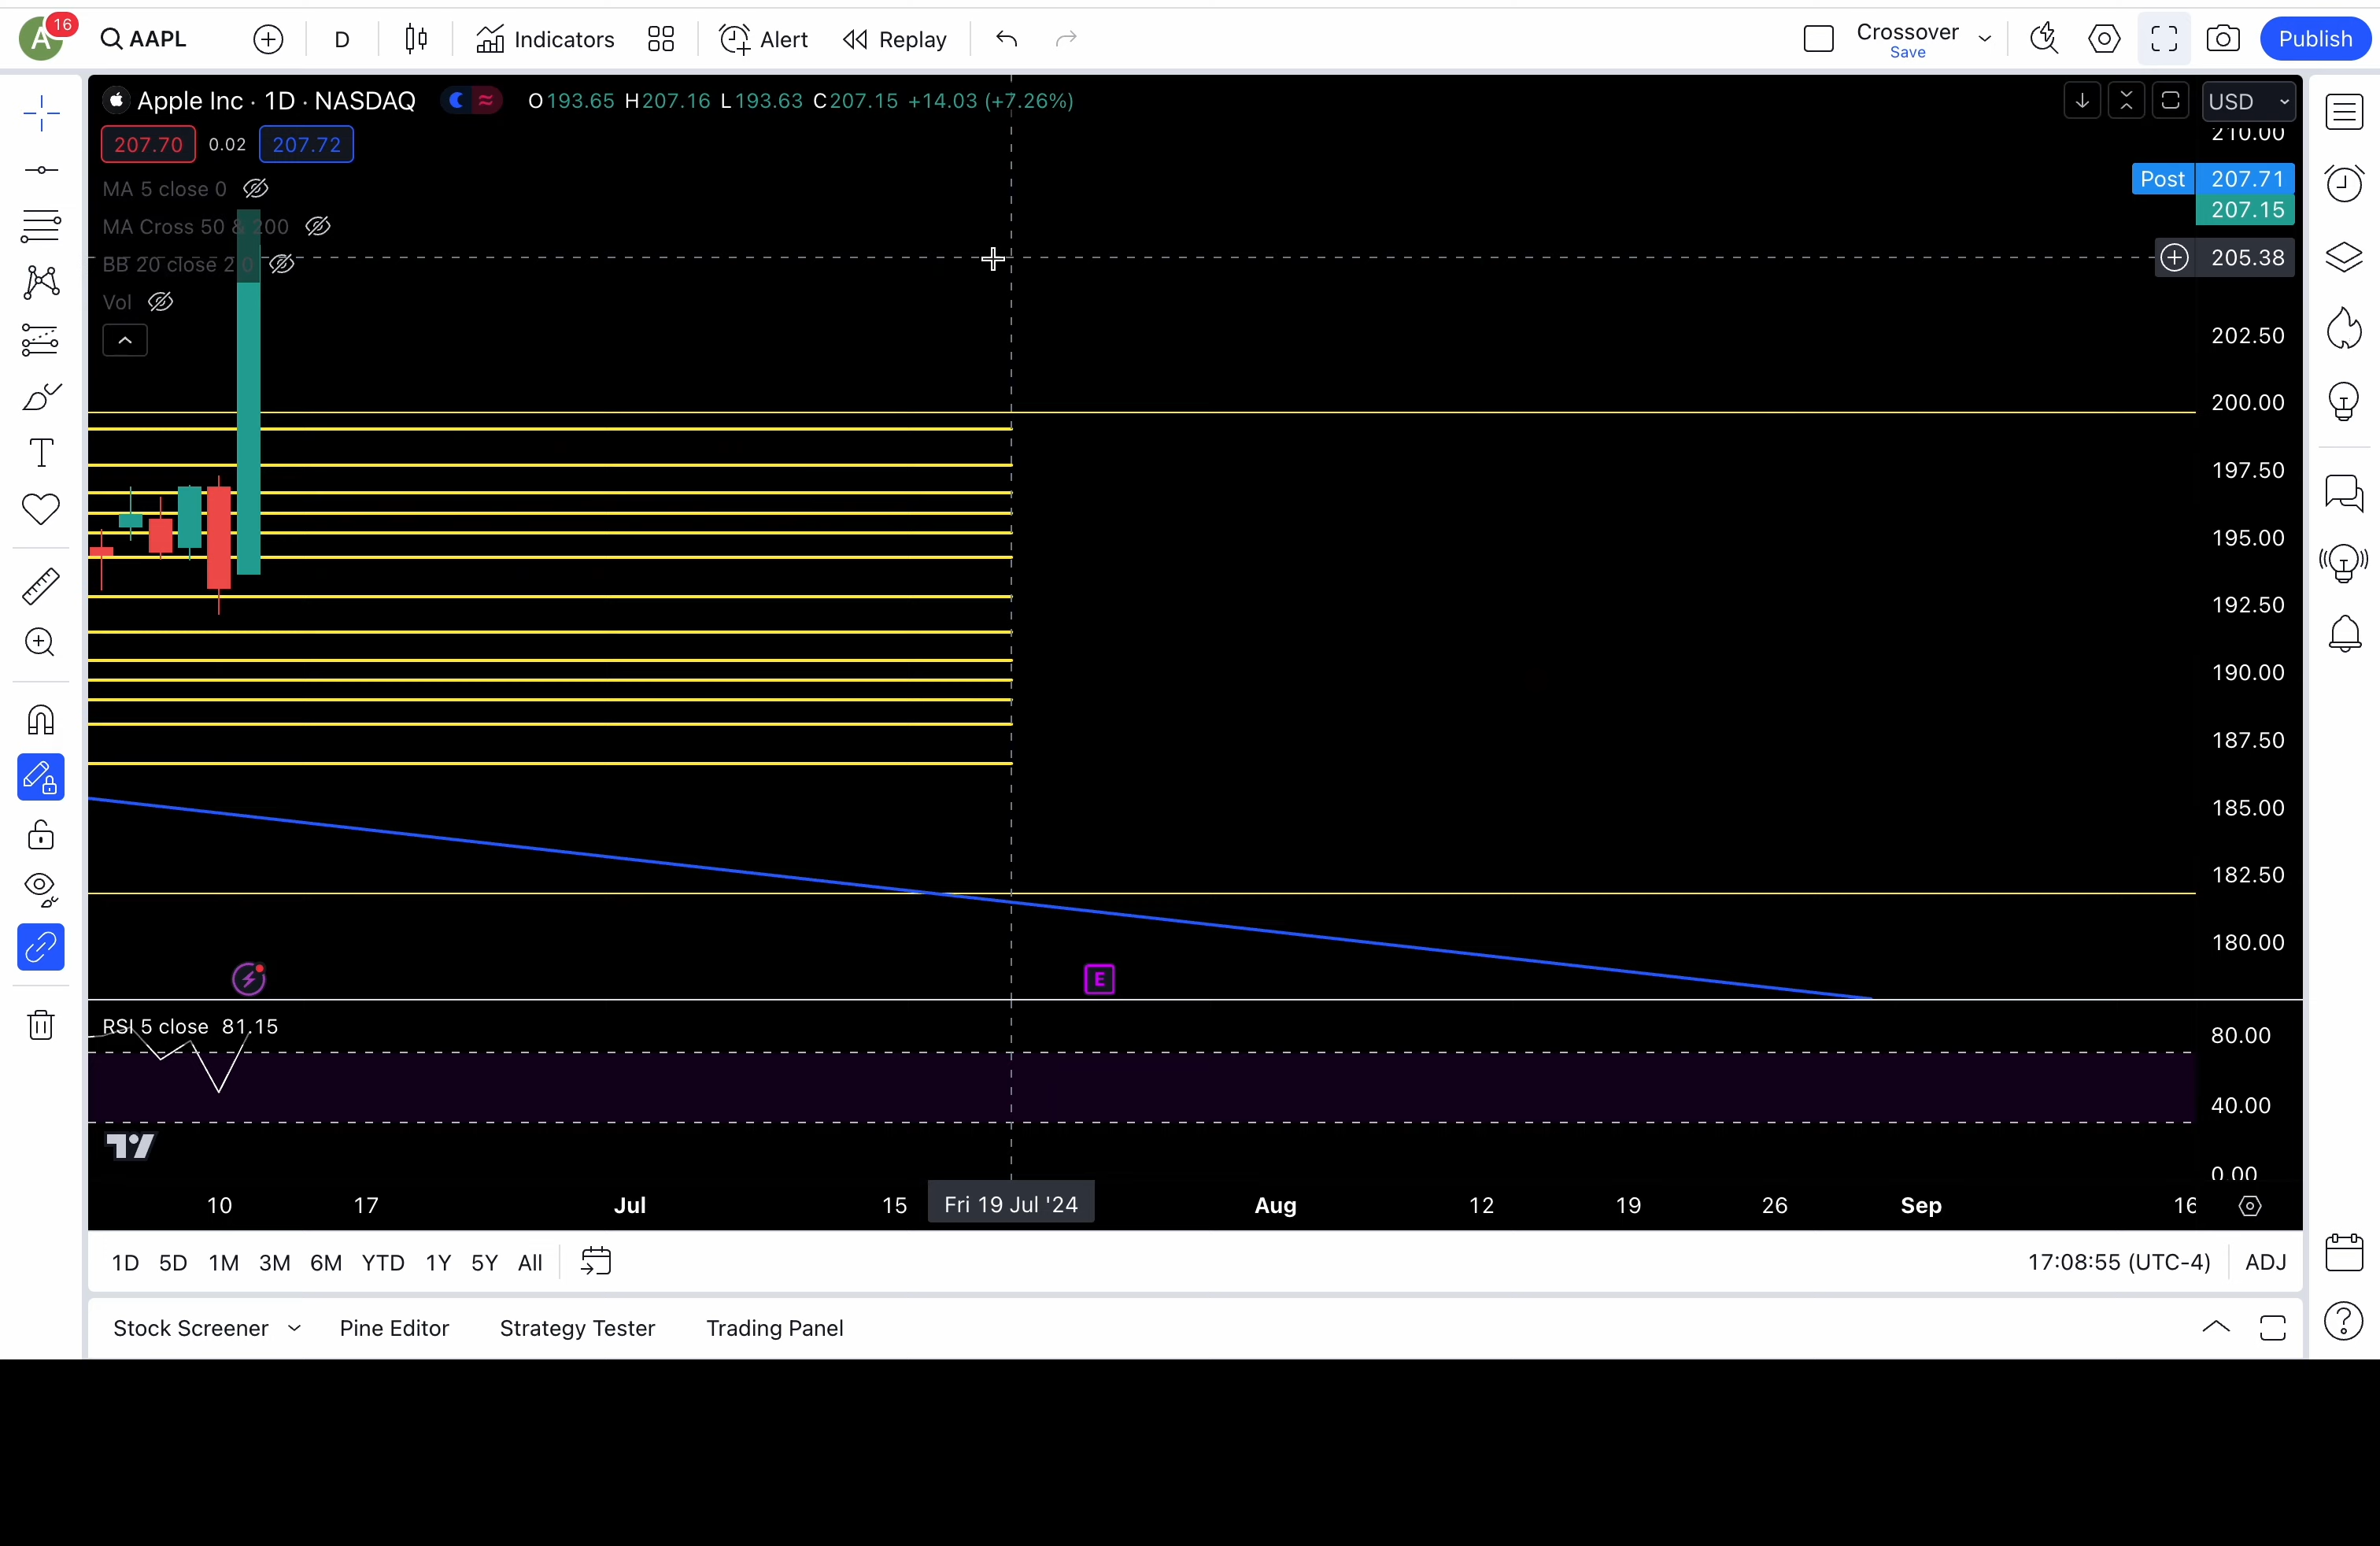 A 16 AAPL D Indicators Alert Replay Crossover Save Publish
Apple Inc · 1D · NASDAQ O193.65 H207.16 L193.63 C207.15 +14.03 (+7.26%) USD
210.00
207.70 0.02 207.72
Post 207.71
MA 5 close 0
207.15
MA Cross 50 & 200
BB 20 close 2 0
205.38
Vol
202.50
200.00
197.50
195.00
192.50
190.00
187.50
185.00
182.50
180.00
E
RSI 5 close 81.15
80.00
40.00
0.00
10 17 Jul 15 Fri 19 Jul '24 Aug 12 19 26 Sep 16
1D 5D 1M 3M 6M YTD 1Y 5Y All 17:08:55 (UTC-4) ADJ
Stock Screener Pine Editor Strategy Tester Trading Panel